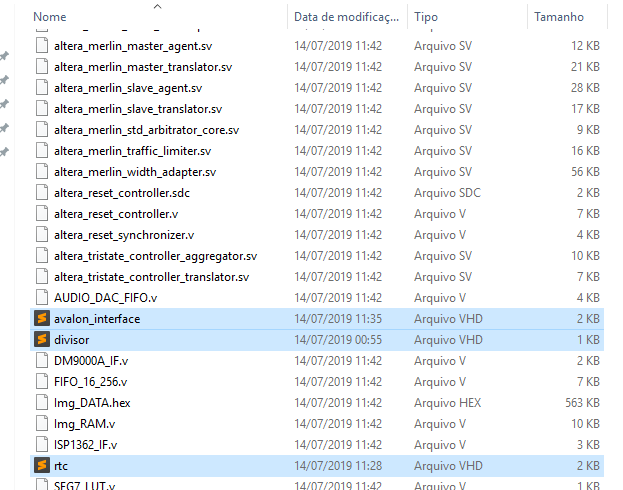 Nome Data de modificaç... Tipo Tamanho
altera_merlin_master_agent.sv 14/07/2019 11:42 Arquivo SV 12 KB
altera_merlin_master_translator.sv 14/07/2019 11:42 Arquivo SV 21 KB
altera_merlin_slave_agent.sv 14/07/2019 11:42 Arquivo SV 28 KB
altera_merlin_slave_translator.sv 14/07/2019 11:42 Arquivo SV 17 KB
altera_merlin_std_arbitrator_core.sv 14/07/2019 11:42 Arquivo SV 9 KB
altera_merlin_traffic_limiter.sv 14/07/2019 11:42 Arquivo SV 16 KB
altera_merlin_width_adapter.sv 14/07/2019 11:42 Arquivo SV 56 KB
altera_reset_controller.sdc 14/07/2019 11:42 Arquivo SDC 2 KB
altera_reset_controller.v 14/07/2019 11:42 Arquivo V 7 KB
altera_reset_synchronizer.v 14/07/2019 11:42 Arquivo V 4 KB
altera_tristate_controller_aggregator.sv 14/07/2019 11:42 Arquivo SV 10 KB
altera_tristate_controller_translator.sv 14/07/2019 11:42 Arquivo SV 7 KB
AUDIO_DAC_FIFO.v 14/07/2019 11:42 Arquivo V 4 KB
avalon_interface 14/07/2019 11:35 Arquivo VHD 2 KB
divisor 14/07/2019 00:55 Arquivo VHD 1 KB
DM9000A_IF.v 14/07/2019 11:42 Arquivo V 2 KB
FIFO_16_256.v 14/07/2019 11:42 Arquivo V 7 KB
Img_DATA.hex 14/07/2019 11:42 Arquivo HEX 563 KB
Img_RAM.v 14/07/2019 11:42 Arquivo V 10 KB
ISP1362_IF.v 14/07/2019 11:42 Arquivo V 3 KB
rtc 14/07/2019 11:28 Arquivo VHD 2 KB
SEG7_LUT.v 14/07/2019 11:42 Arquivo V 1 KB